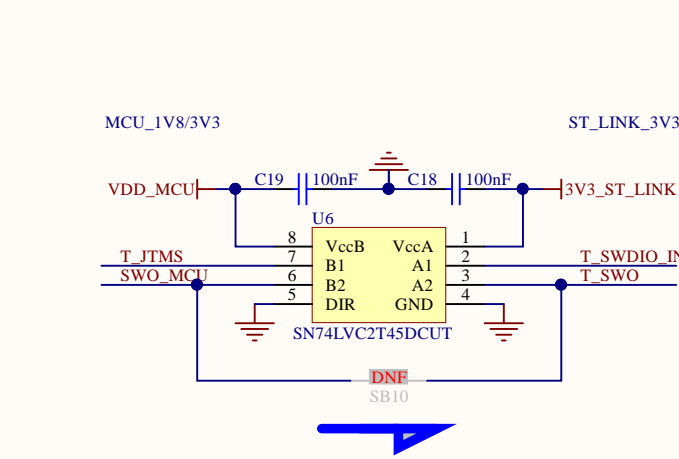 MCU_1V8/3V3 ST_LINK_3V3
VDD_MCU C19 100nF C18 100nF 3V3_ST_LINK
U6
8 VccB VccA 1
T_JTMS 7 B1 A1 2 T_SWDIO_IN
SWO_MCU 6 B2 A2 3 T_SWO
5 DIR GND 4
SN74LVC2T45DCUT
DNF
SB10